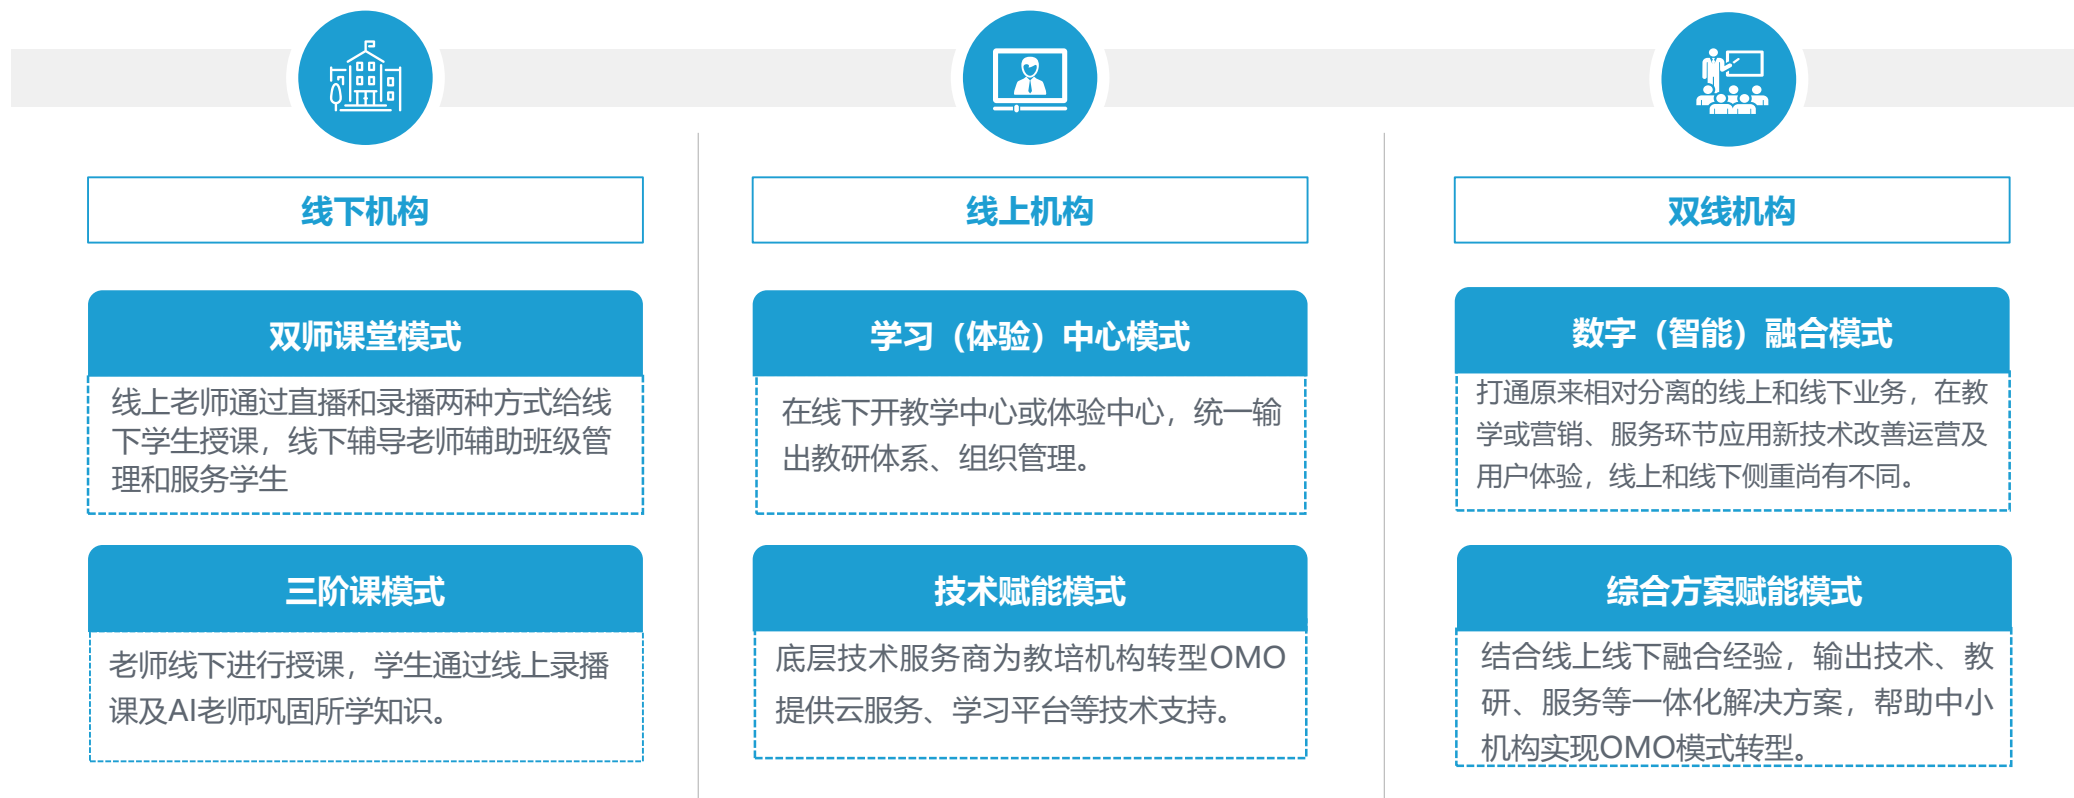 线下机构
双师课堂模式
线上老师通过直播和录播两种方式给线
下学生授课，线下辅导老师辅助班级管
理和服务学生
三阶课模式
老师线下进行授课，学生通过线上录播
课及AI老师巩固所学知识。
线上机构
学习（体验）中心模式
在线下开教学中心或体验中心，统一输
出教研体系、组织管理。
技术赋能模式
底层技术服务商为教培机构转型OMO
提供云服务、学习平台等技术支持。
双线机构
数字（智能）融合模式
打通原来相对分离的线上和线下业务，在教
学或营销、服务环节应用新技术改善运营及
用户体验，线上和线下侧重尚有不同。
综合方案赋能模式
结合线上线下融合经验，输出技术、教
研、服务等一体化解决方案，帮助中小
机构实现OMO模式转型。